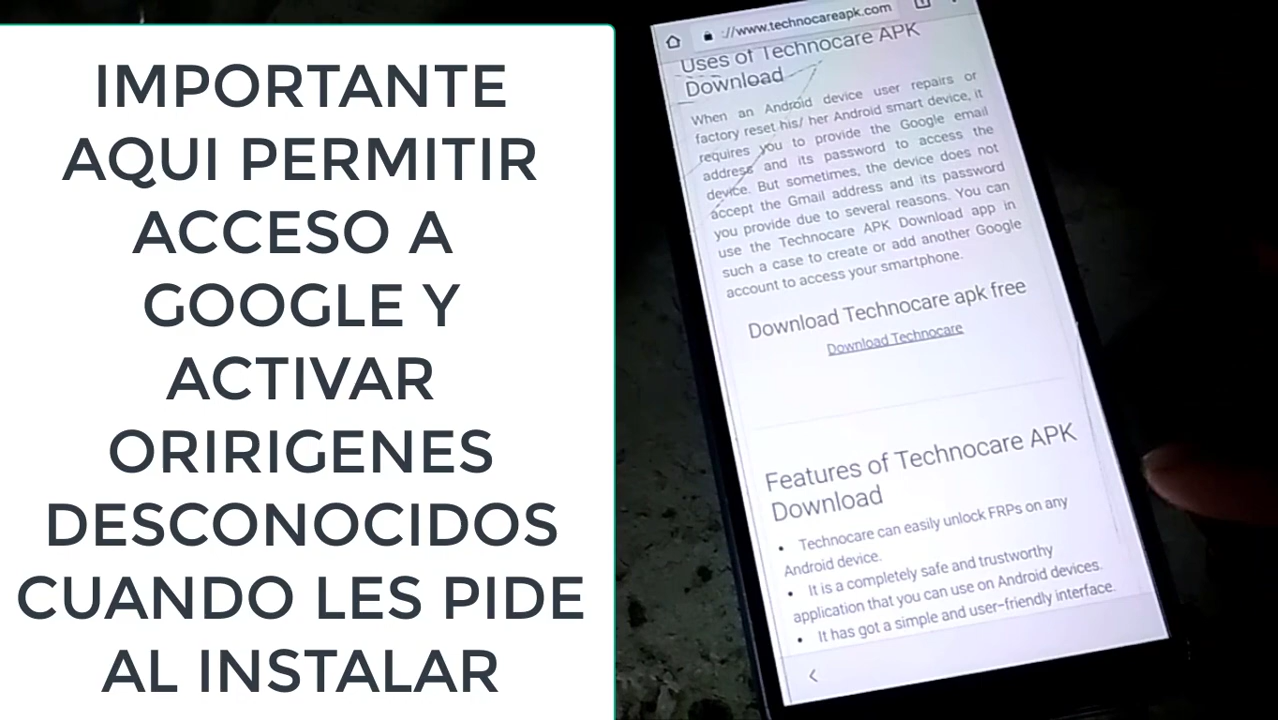 IMPORTANTE
AQUI PERMITIR
ACCESO A
GOOGLE Y
ACTIVAR
ORIRIGENES
DESCONOCIDOS
CUANDO LES PIDE
AL INSTALAR
://www.technocareapk.com
Uses of Technocare APK
Download
When an Android device user repairs or
factory reset his/ her Android smart device, it
requires you to provide the Google email
address and its password to access the
device. But sometimes, the device does not
accept the Gmail address and its password
you provide due to several reasons. You can
use the Technocare APK Download app in
such a case to create or add another Google
account to access your smartphone.
Download Technocare apk free
Download Technocare
Features of Technocare APK
Download
• Technocare can easily unlock FRPs on any
Android device.
• It is a completely safe and trustworthy
application that you can use on Android devices.
• It has got a simple and user-friendly interface.